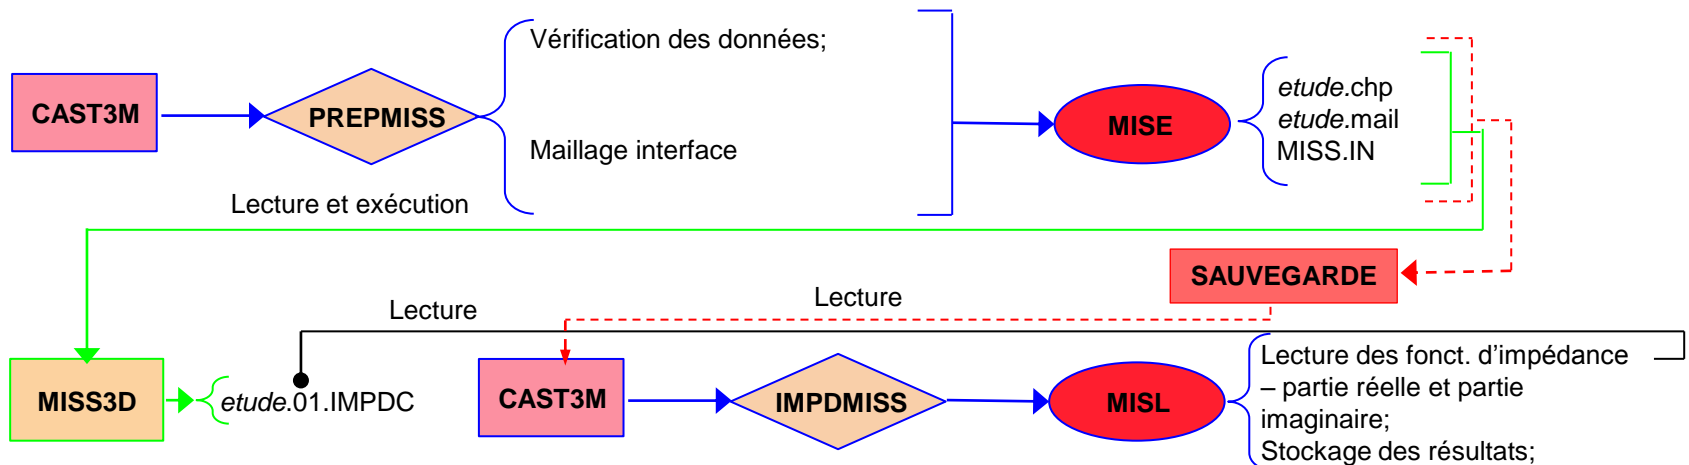 Vérification des données;
CAST3M
PREPMISS
Maillage interface
MISE
etude.chp
etude.mail
MISS.IN
Lecture et exécution
SAUVEGARDE
Lecture
Lecture
MISS3D
etude.01.IMPDC
CAST3M
IMPDMISS
MISL
Lecture des fonct. d'impédance
– partie réelle et partie
imaginaire;
Stockage des résultats;